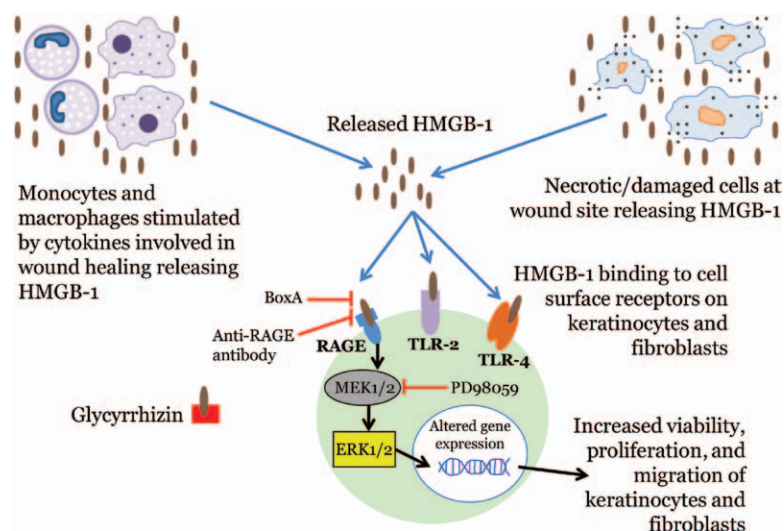 Released HMGB-1
Monocytes and
macrophages stimulated
by cytokines involved in
wound healing releasing
HMGB-1
Necrotic/damaged cells at
wound site releasing HMGB-1
HMGB-1 binding to cell
surface receptors on
keratinocytes and
fibroblasts
BoxA
Anti-RAGE
antibody
RAGE
TLR-2
TLR-4
MEK1/2
PD98059
Glycyrrhizin
ERK1/2
Altered gene
expression
Increased viability,
proliferation, and
migration of
keratinocytes and
fibroblasts